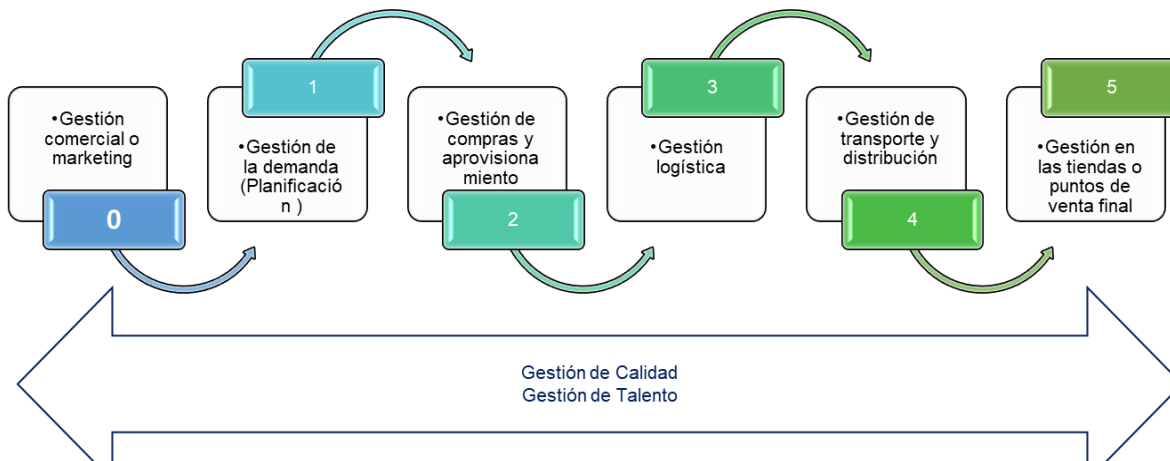 •Gestión
comercial o
marketing
0
1
•Gestión de
la demanda
(Planificació
n )
•Gestión de
compras y
aprovisiona
miento
2
3
•Gestión
logística
•Gestión de
transporte y
distribución
4
5
•Gestión en
las tiendas o
puntos de
venta final
Gestión de Calidad
Gestión de Talento